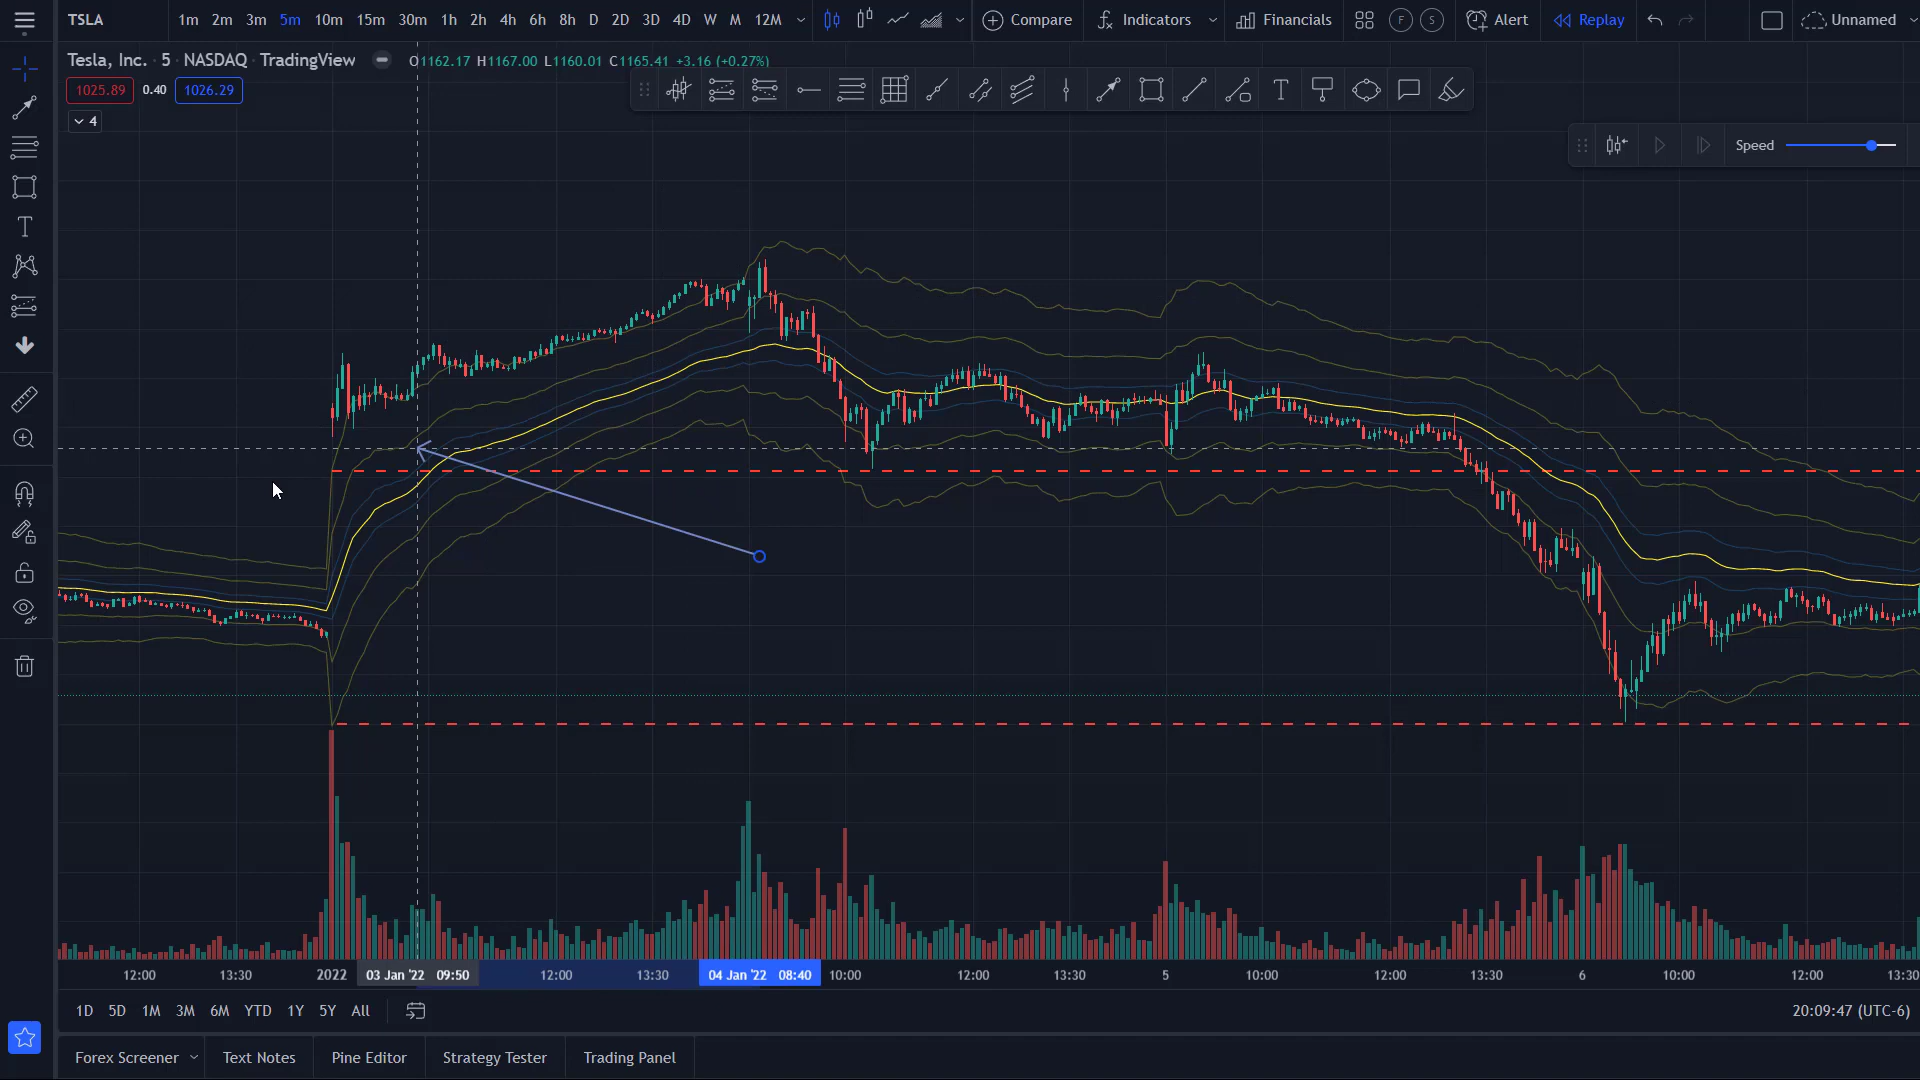 TSLA 1m 2m 3m 5m 10m 15m 30m 1h 2h 4h 6h 8h D 2D 3D 4D W M 12M Compare Indicators Financials F S Alert Replay Unnamed
Tesla, Inc. · 5 · NASDAQ · TradingView O1162.17 H1167.00 L1160.01 C1165.41 +3.16 (+0.27%)
1025.89 0.40 1026.29
4
Speed
12:00 13:30 2022 03 Jan '22 09:50 12:00 13:30 04 Jan '22 08:40 10:00 12:00 13:30 5 10:00 12:00 13:30 6 10:00 12:00 13:30
1D 5D 1M 3M 6M YTD 1Y 5Y All 20:09:47 (UTC-6)
Forex Screener Text Notes Pine Editor Strategy Tester Trading Panel